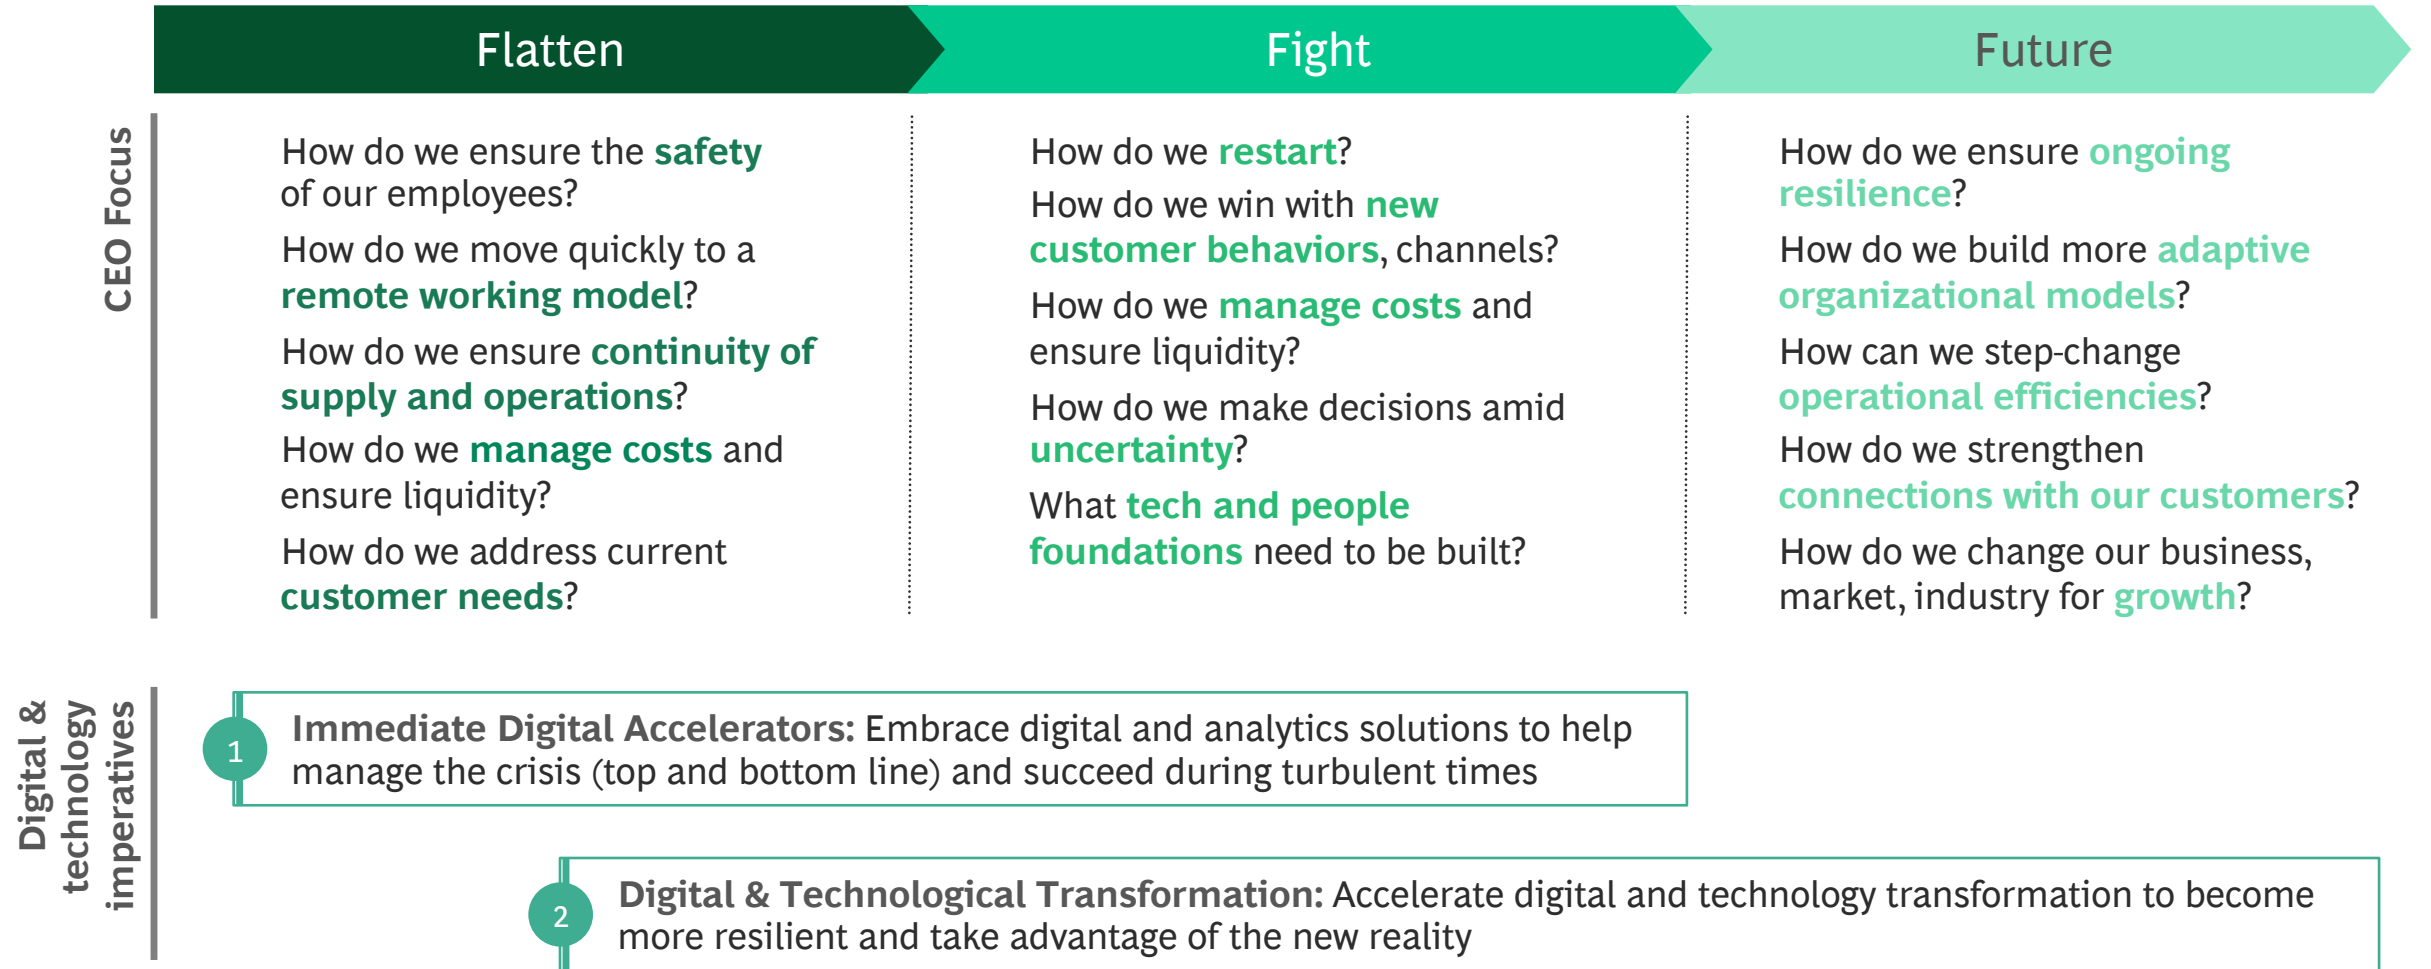 Flatten
Fight
Future
CEO Focus
How do we ensure the safety
of our employees?
How do we move quickly to a
remote working model?
How do we ensure continuity of
supply and operations?
How do we manage costs and
ensure liquidity?
How do we address current
customer needs?
How do we restart?
How do we win with new
customer behaviors, channels?
How do we manage costs and
ensure liquidity?
How do we make decisions amid
uncertainty?
What tech and people
foundations need to be built?
How do we ensure ongoing
resilience?
How do we build more adaptive
organizational models?
How can we step-change
operational efficiencies?
How do we strengthen
connections with our customers?
How do we change our business,
market, industry for growth?
Digital &
technology
imperatives
1
Immediate Digital Accelerators: Embrace digital and analytics solutions to help
manage the crisis (top and bottom line) and succeed during turbulent times
2
Digital & Technological Transformation: Accelerate digital and technology transformation to become
more resilient and take advantage of the new reality